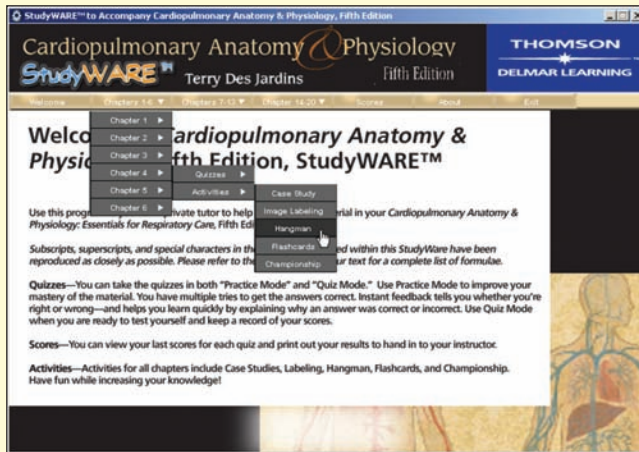 StudyWARE™ to Accompany Cardiopulmonary Anatomy & Physiology, Fifth Edition
Cardiopulmonary Anatomy & Physiology
StudyWARE™ Terry Des Jardins Fifth Edition
THOMSON
DELMAR LEARNING
Welcome Chapters 1-6 ▼ Chapters 7-13 ▼ Chapter 14-20 ▼ Scores About Exit
Chapter 1
Chapter 2
Chapter 3
Chapter 4
Chapter 5
Chapter 6
Quizzes
Activities
Case Study
Image Labeling
Hangman
Flashcards
Championship
Welco Cardiopulmonary Anatomy &
Physi fth Edition, StudyWARE™
Use this prog rivate tutor to help erial in your Cardiopulmonary Anatomy &
Physiology: Essentials for Respiratory Care, Fifth Edi
Subscripts, superscripts, and special characters in the ed within this StudyWare have been
reproduced as closely as possible. Please refer to the ur text for a complete list of formulae.
Quizzes—You can take the quizzes in both “Practice Mode” and “Quiz Mode.” Use Practice Mode to improve your
mastery of the material. You have multiple tries to get the answers correct. Instant feedback tells you whether you're
right or wrong—and helps you learn quickly by explaining why an answer was correct or incorrect. Use Quiz Mode
when you are ready to test yourself and keep a record of your scores.
Scores—You can view your last scores for each quiz and print out your results to hand in to your instructor.
Activities—Activities for all chapters include Case Studies, Labeling, Hangman, Flashcards, and Championship.
Have fun while increasing your knowledge!